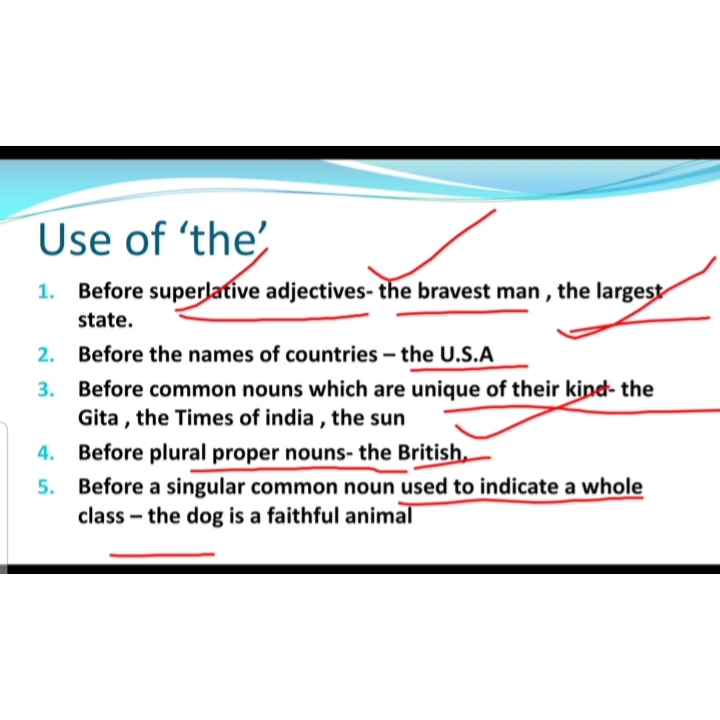 Use of ‘the’
1. Before superlative adjectives- the bravest man , the largest
state.
2. Before the names of countries – the U.S.A
3. Before common nouns which are unique of their kind- the
Gita , the Times of india , the sun
4. Before plural proper nouns- the British,
5. Before a singular common noun used to indicate a whole
class – the dog is a faithful animal